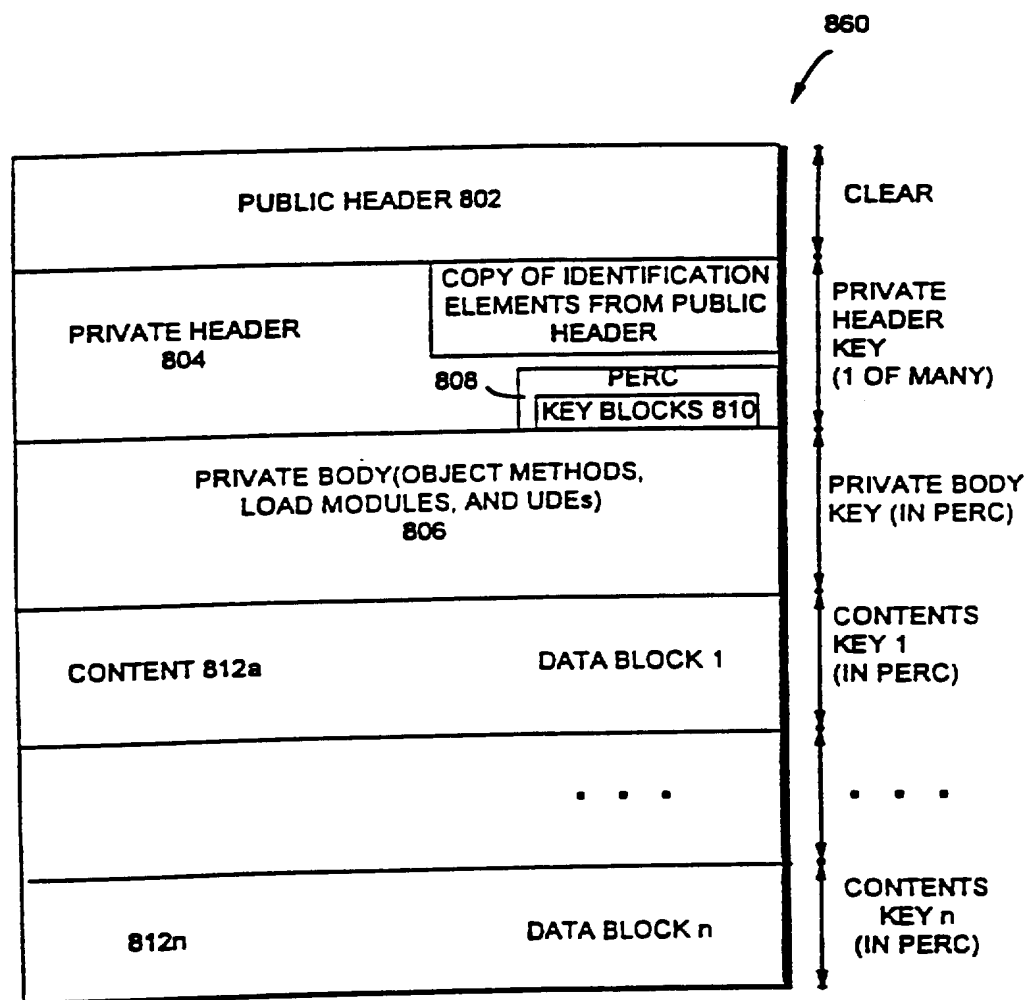 860
PUBLIC HEADER 802
CLEAR
COPY OF IDENTIFICATION
ELEMENTS FROM PUBLIC
HEADER
PRIVATE HEADER
804
PRIVATE
HEADER
KEY
(1 OF MANY)
808
PERC
KEY BLOCKS 810
PRIVATE BODY(OBJECT METHODS,
LOAD MODULES, AND UDEs)
806
PRIVATE BODY
KEY (IN PERC)
CONTENT 812a
DATA BLOCK 1
CONTENTS
KEY 1
(IN PERC)
. . .
. . .
812n
DATA BLOCK n
CONTENTS
KEY n
(IN PERC)